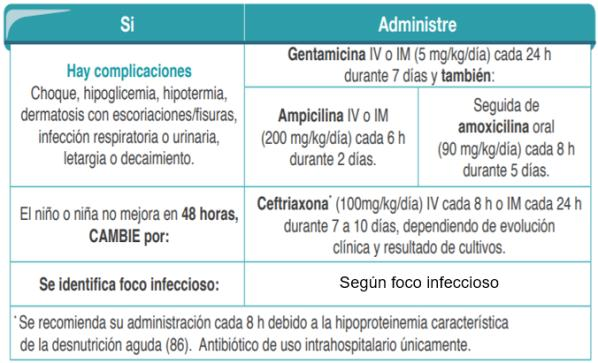 Si
Administre
Hay complicaciones
Choque, hipoglicemia, hipotermia,
dermatosis con escoriaciones/fisuras,
infección respiratoria o urinaria,
letargia o decaimiento.
Gentamicina IV o IM (5 mg/kg/día) cada 24 h
durante 7 días y también:
Ampicilina IV o IM
(200 mg/kg/día) cada 6 h
durante 2 días.
Seguida de
amoxicilina oral
(90 mg/kg/día) cada 8 h
durante 5 días.
El niño o niña no mejora en 48 horas,
CAMBIE por:
Ceftriaxona* (100mg/kg/día) IV cada 8 h o IM cada 24 h
durante 7 a 10 días, dependiendo de evolución
clínica y resultado de cultivos.
Se identifica foco infeccioso:
Según foco infeccioso
*Se recomienda su administración cada 8 h debido a la hipoproteinemia característica
de la desnutrición aguda (86). Antibiótico de uso intrahospitalario únicamente.